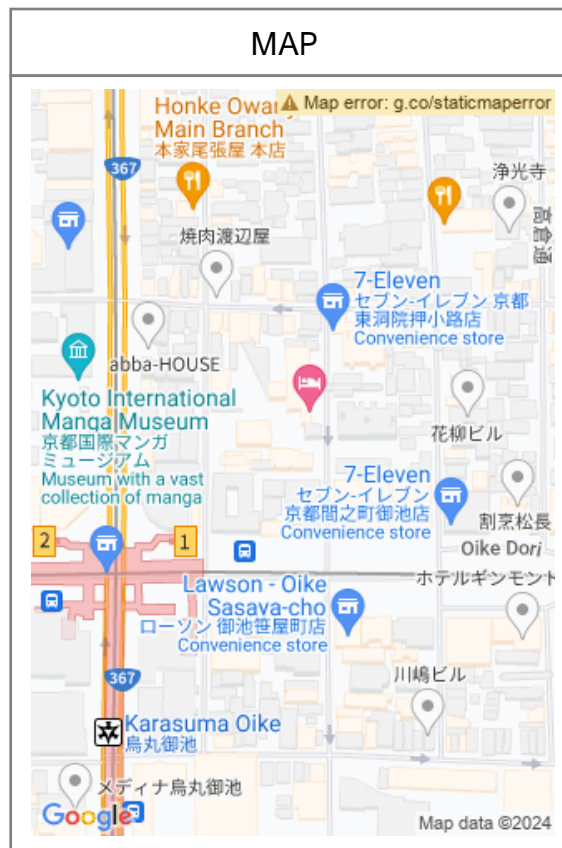 MAP
Map error: g.co/staticmaperror
Honke Owar
Main Branch
本家尾張屋 本店
367
浄光寺
高倉通
焼肉渡辺屋
7-Eleven
セブン-イレブン 京都
東洞院押小路店
Convenience store
abba-HOUSE
Kyoto International
Manga Museum
京都国際マンガ
ミュージアム
Museum with a vast
collection of manga
花柳ビル
7-Eleven
セブン-イレブン
京都間之町御池店
Convenience store
割烹松長
2
1
Oike Dori
ホテルギンモント
Lawson - Oike
Sasaya-cho
ローソン 御池笹屋町店
Convenience store
367
川嶋ビル
Karasuma Oike
烏丸御池
メディナ烏丸御池
Google
Map data ©2024